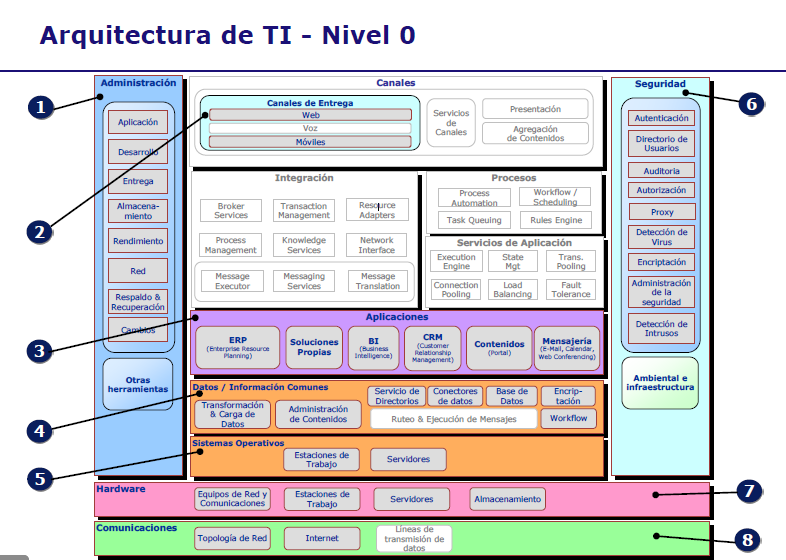 Arquitectura de TI - Nivel 0
1
2
3
4
5
6
7
8
Administración
Aplicación
Desarrollo
Entrega
Almacena-
miento
Rendimiento
Red
Respaldo &
Recuperación
Cambios
Otras
herramientas
Canales
Canales de Entrega
Web
Voz
Móviles
Servicios
de
Canales
Presentación
Agregación
de Contenidos
Integración
Broker
Services
Transaction
Management
Resource
Adapters
Process
Management
Knowledge
Services
Network
Interface
Message
Executor
Messaging
Services
Message
Translation
Procesos
Process
Automation
Workflow /
Scheduling
Task Queuing
Rules Engine
Servicios de Aplicación
Execution
Engine
State
Mgt
Trans.
Pooling
Connection
Pooling
Load
Balancing
Fault
Tolerance
Aplicaciones
ERP
(Enterprise Resource
Planning)
Soluciones
Propias
BI
(Business
Intelligence)
CRM
(Customer
Relationship
Management)
Contenidos
(Portal)
Mensajería
(E-Mail, Calendar,
Web Conferencing)
Datos / Información Comunes
Transformación
& Carga de
Datos
Administración
de Contenidos
Servicio de
Directorios
Conectores
de datos
Base de
Datos
Encrip-
tación
Ruteo & Ejecución de Mensajes
Workflow
Sistemas Operativos
Estaciones de
Trabajo
Servidores
Seguridad
Autenticación
Directorio de
Usuarios
Auditoria
Autorización
Proxy
Detección de
Virus
Encriptación
Administración
de la
seguridad
Detección de
Intrusos
Ambiental e
infraestructura
Hardware
Equipos de Red y
Comunicaciones
Estaciones de
Trabajo
Servidores
Almacenamiento
Comunicaciones
Topología de Red
Internet
Líneas de
transmisión de
datos